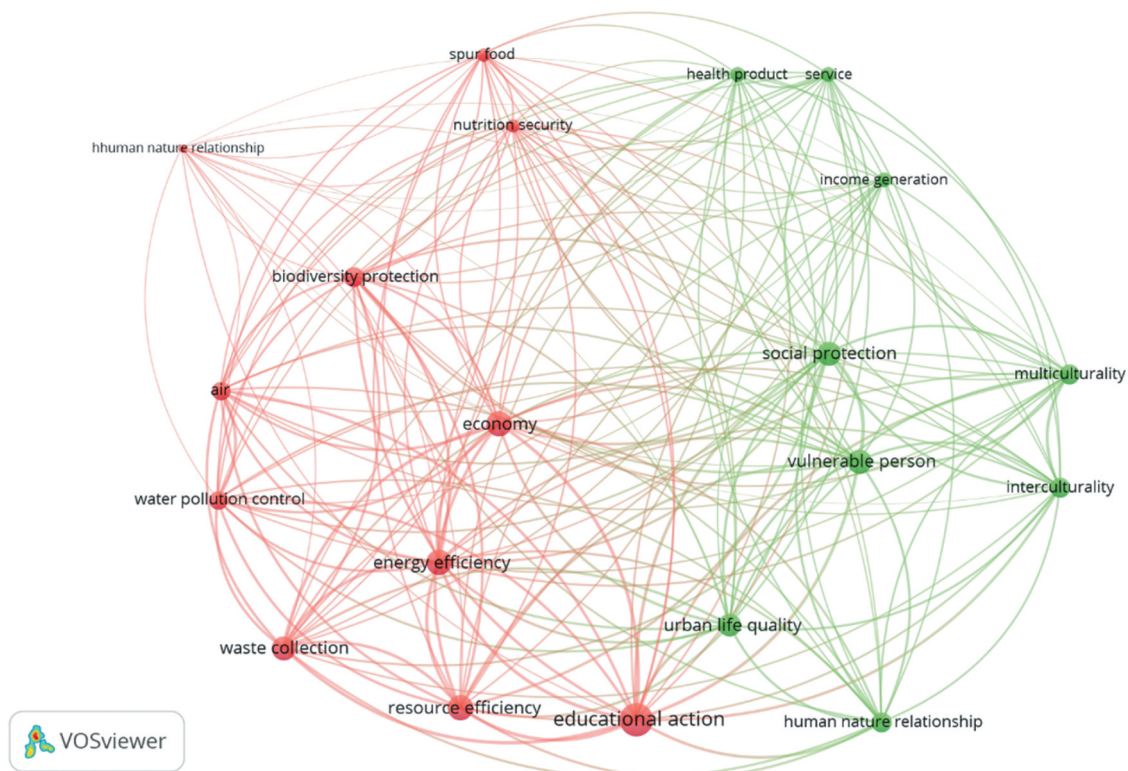 spur food
health product
service
nutrition security
hhuman nature relationship
income generation
biodiversity protection
social protection
multiculturality
air
economy
vulnerable person
interculturality
water pollution control
energy efficiency
urban life quality
waste collection
resource efficiency
educational action
human nature relationship
VOSviewer